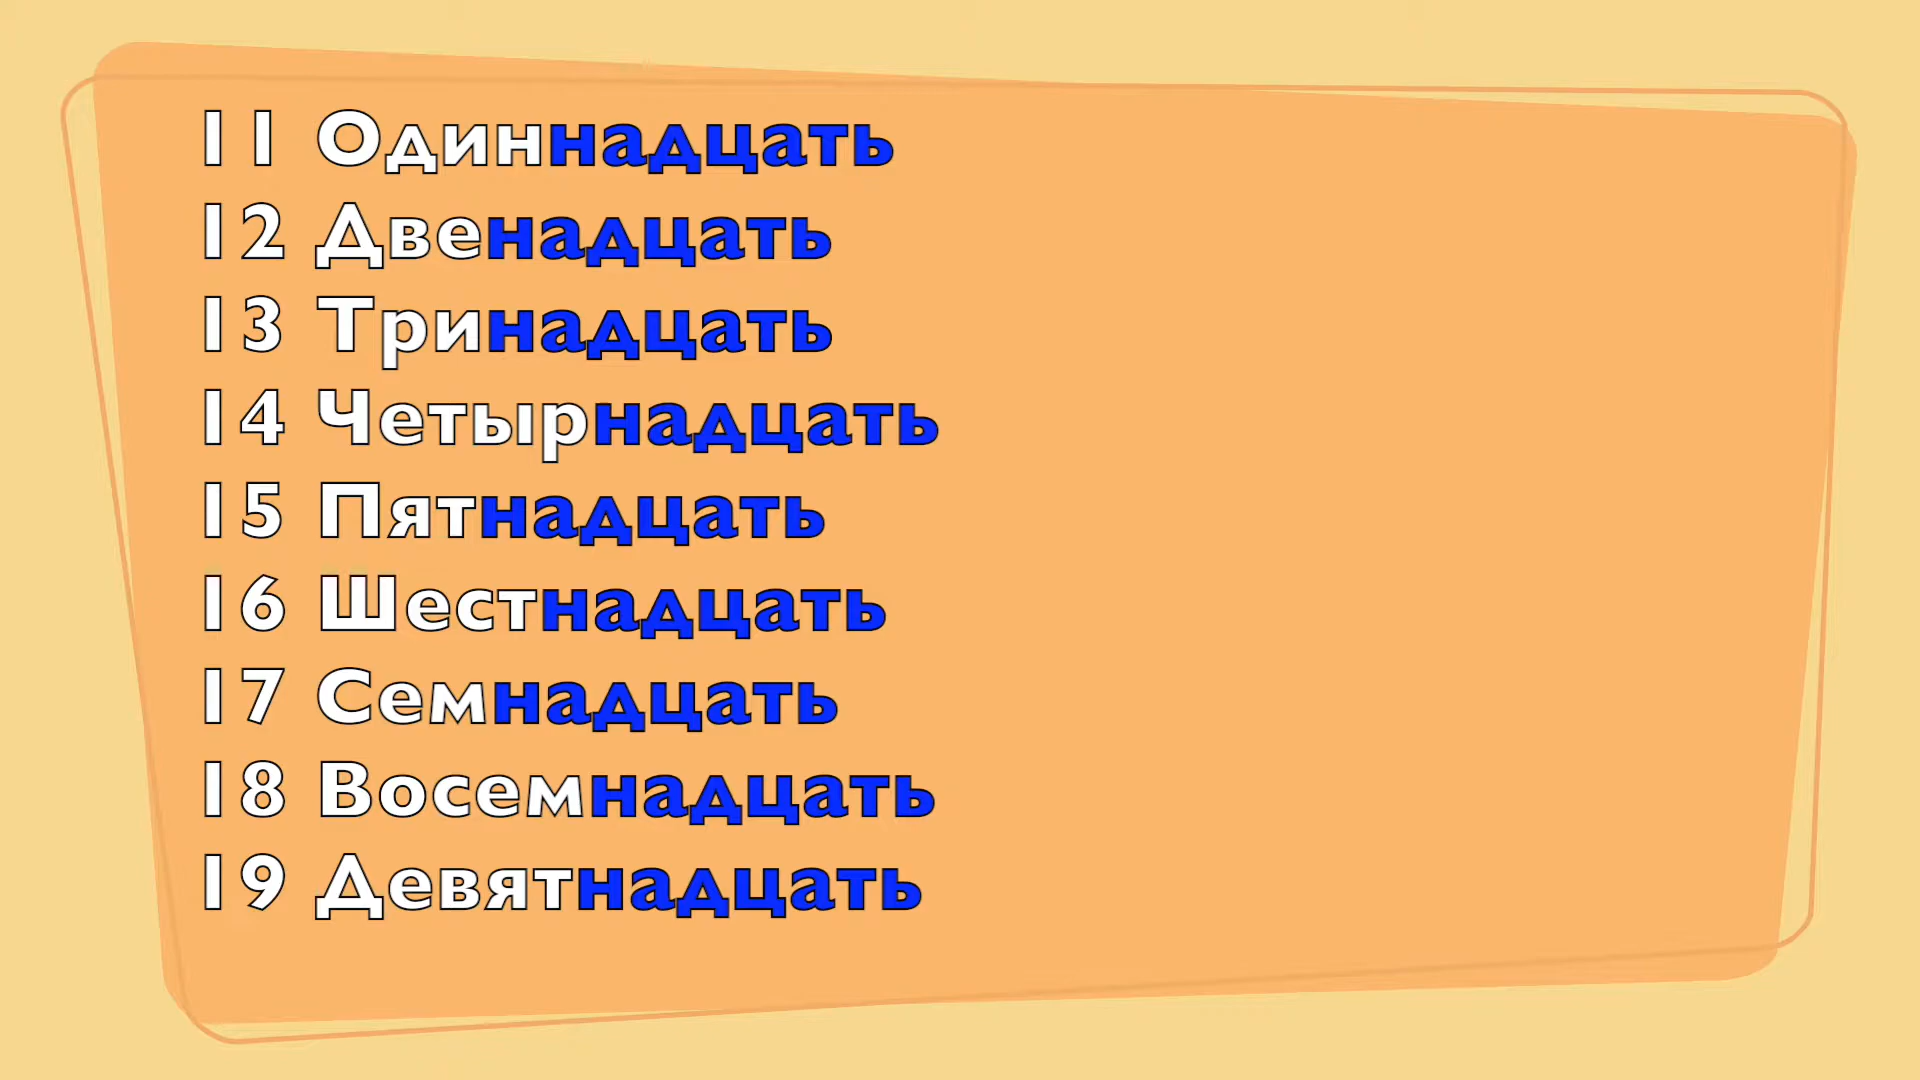 11 Одиннадцать
12 Двенадцать
13 Тринадцать
14 Четырнадцать
15 Пятнадцать
16 Шестнадцать
17 Семнадцать
18 Восемнадцать
19 Девятнадцать